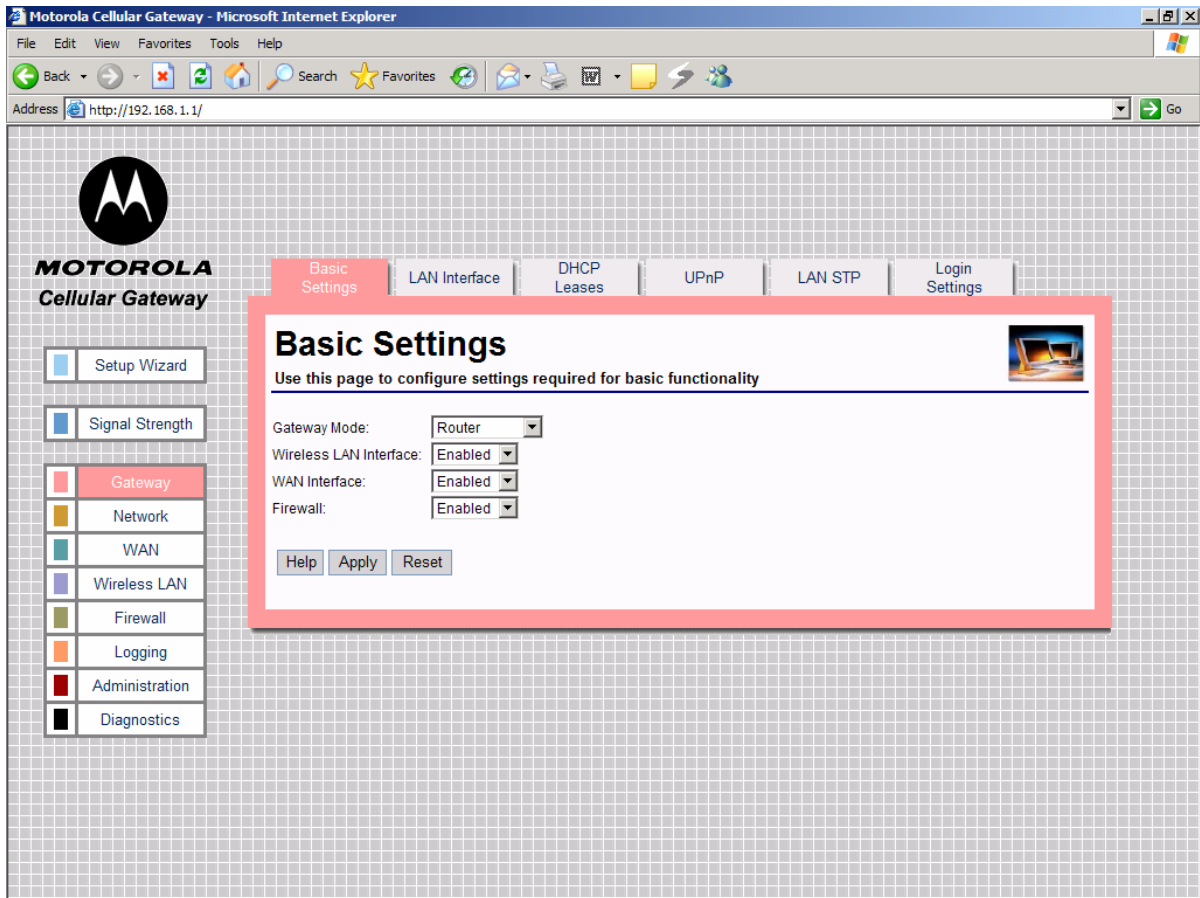 Motorola Cellular Gateway - Microsoft Internet Explorer
File Edit View Favorites Tools Help
Back Search Favorites
Address http://192.168.1.1/ Go
MOTOROLA
Cellular Gateway
Setup Wizard
Signal Strength
Gateway
Network
WAN
Wireless LAN
Firewall
Logging
Administration
Diagnostics
Basic Settings
LAN Interface
DHCP Leases
UPnP
LAN STP
Login Settings
Basic Settings
Use this page to configure settings required for basic functionality
Gateway Mode: Router
Wireless LAN Interface: Enabled
WAN Interface: Enabled
Firewall: Enabled
Help Apply Reset